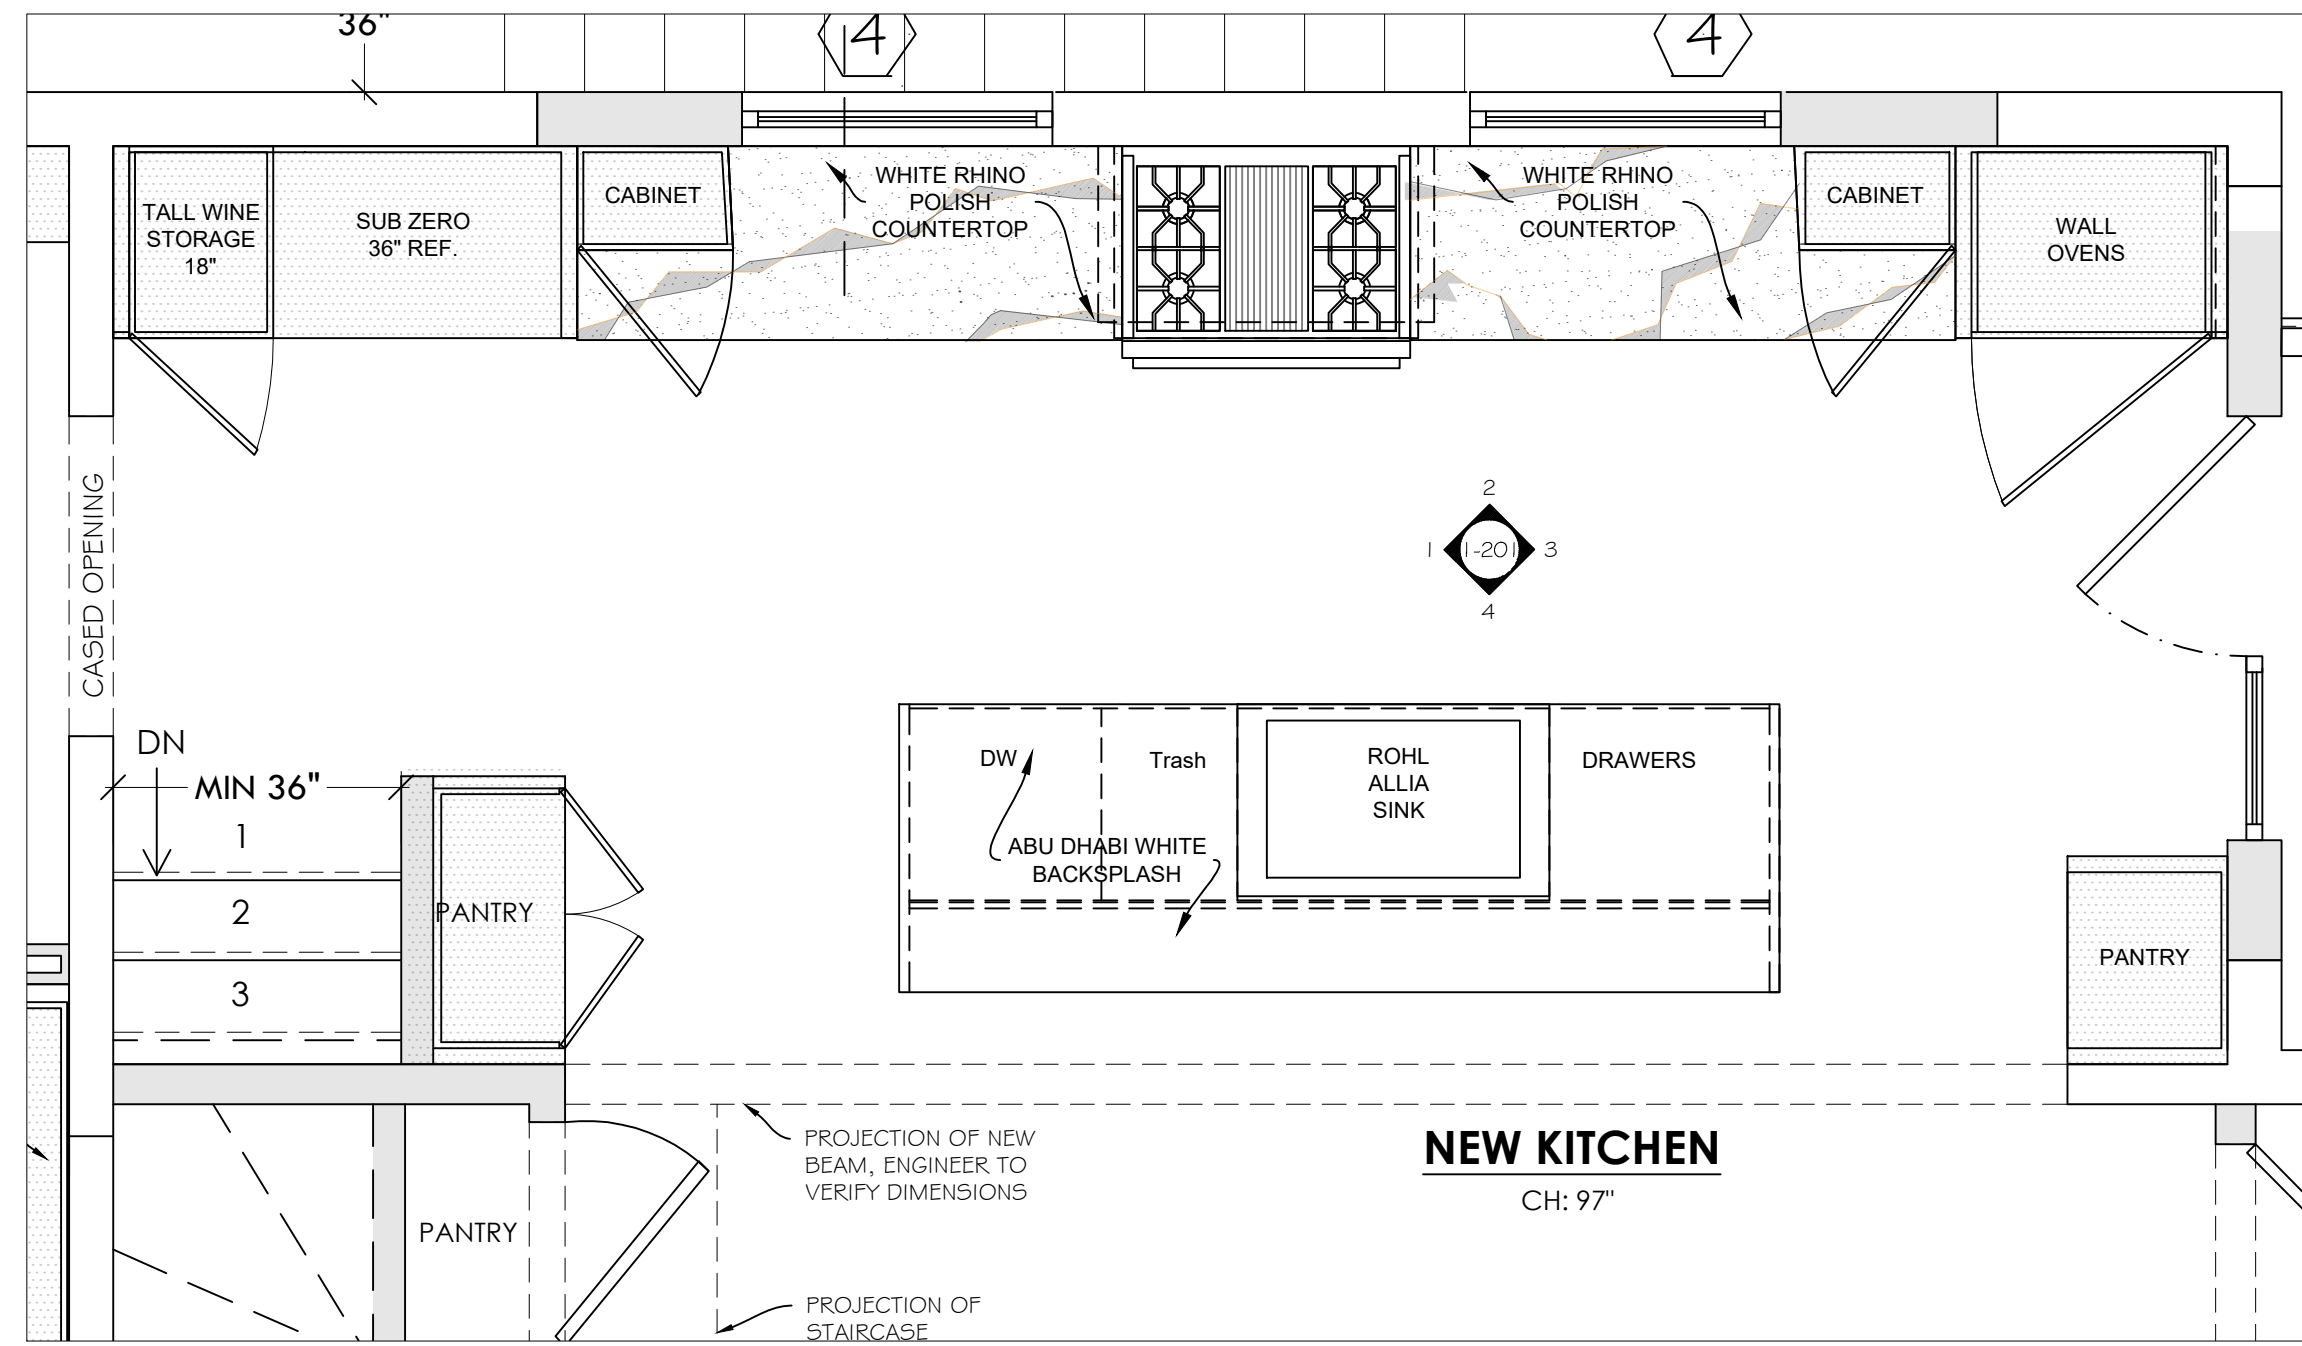 36"
4
4
TALL WINE
STORAGE
18"
SUB ZERO
36" REF.
CABINET
WHITE RHINO
POLISH
COUNTERTOP
WHITE RHINO
POLISH
COUNTERTOP
CABINET
WALL
OVENS
CASED OPENING
2
1
1-201
3
4
DN
MIN 36"
1
2
3
PANTRY
DW
Trash
ROHL
ALLIA
SINK
DRAWERS
ABU DHABI WHITE
BACKSPLASH
PANTRY
PROJECTION OF NEW
BEAM, ENGINEER TO
VERIFY DIMENSIONS
NEW KITCHEN
CH: 97"
PANTRY
PROJECTION OF
STAIRCASE